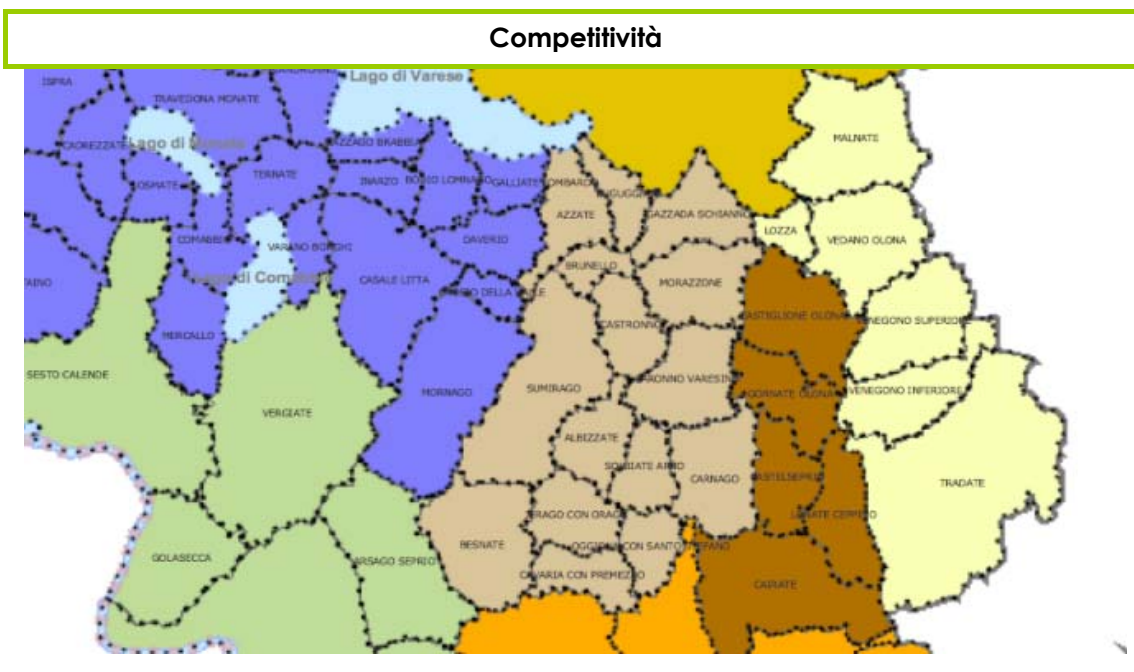 Competitività
ISPRA
Lago di Varese
TRAVEDONA MONATE
MALNATE
CADREZZATE
Lago di Monate
AZZAGO BRABBIA
TERNATE
INARZO
BODIO LOMNAGO
GALLIATE LOMBARDO
OSMATE
AZZATE
BUGUGGIATE
GAZZADA SCHIANNO
LOZZA
VEDANO OLONA
COMABBIO
VARANO BORGHI
DAVERIO
BRUNELLO
Lago di Comabbio
TAINO
CASALE LITTA
MORAZZONE
CASTRONNO
CASTIGLIONE OLONA
VENEGONO SUPERIORE
MERCALLO
SESTO CALENDE
MORNAGO
SUMIRAGO
CARONNO VARESINO
GORNATE OLONA
VENEGONO INFERIORE
VERGIATE
ALBIZZATE
SOLBIATE ARNO
CARNAGO
CASTELSEPRIO
TRADATE
JERAGO CON ORAGO
LONATE CEPPINO
BESNATE
OGGIONA CON SANTO STEFANO
GOLASECCA
ARSAGO SEPRIO
CAVARIA CON PREMEZZO
CAIRATE